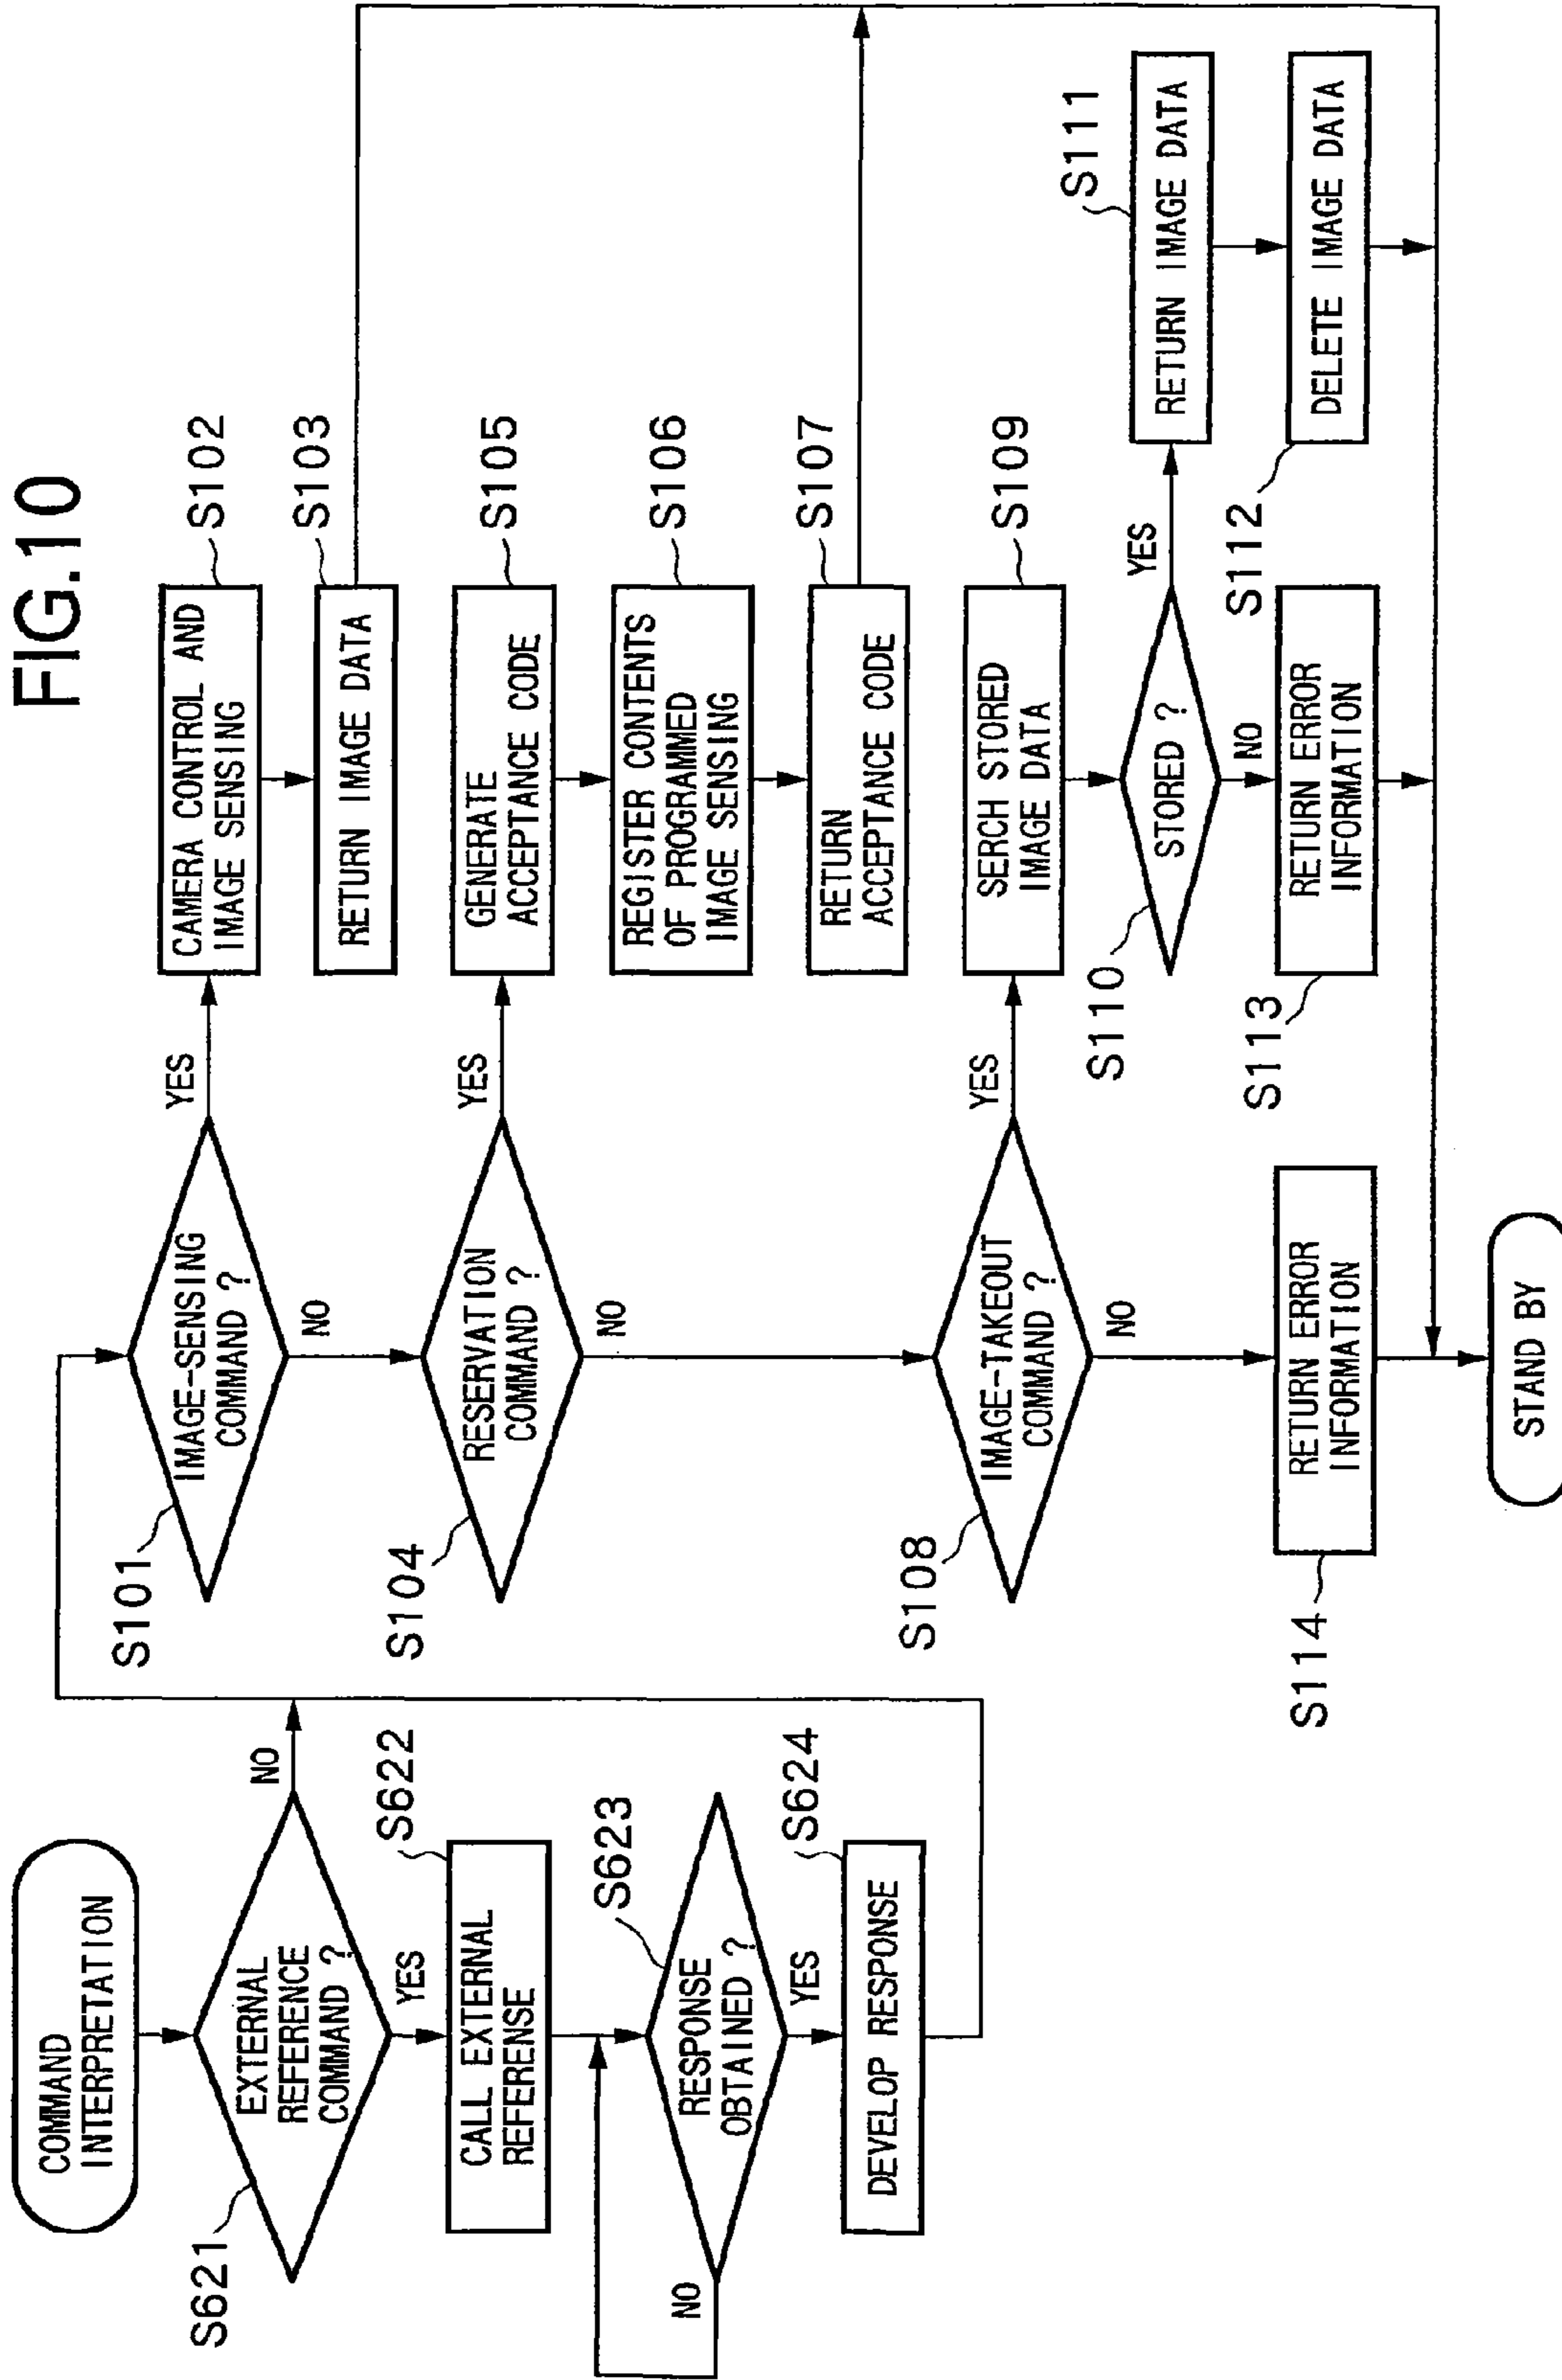 FIG.10
COMMAND
INTERPRETATION
S621
EXTERNAL
REFERENCE
COMMAND ?
NO
YES
S622
CALL EXTERNAL
REFERENSE
S623
RESPONSE
OBTAINED ?
NO
YES
S624
DEVELOP RESPONSE
S101
IMAGE-SENSING
COMMAND ?
YES
NO
S102
CAMERA CONTROL AND
IMAGE SENSING
S103
RETURN IMAGE DATA
S104
RESERVATION
COMMAND ?
YES
NO
S105
GENERATE
ACCEPTANCE CODE
S106
REGISTER CONTENTS
OF PROGRAMMED
IMAGE SENSING
S107
RETURN
ACCEPTANCE CODE
S108
IMAGE-TAKEOUT
COMMAND ?
YES
NO
S109
SERCH STORED
IMAGE DATA
S110
STORED ?
YES
NO
S111
RETURN IMAGE DATA
S112
DELETE IMAGE DATA
S113
RETURN ERROR
INFORMATION
S114
RETURN ERROR
INFORMATION
STAND BY